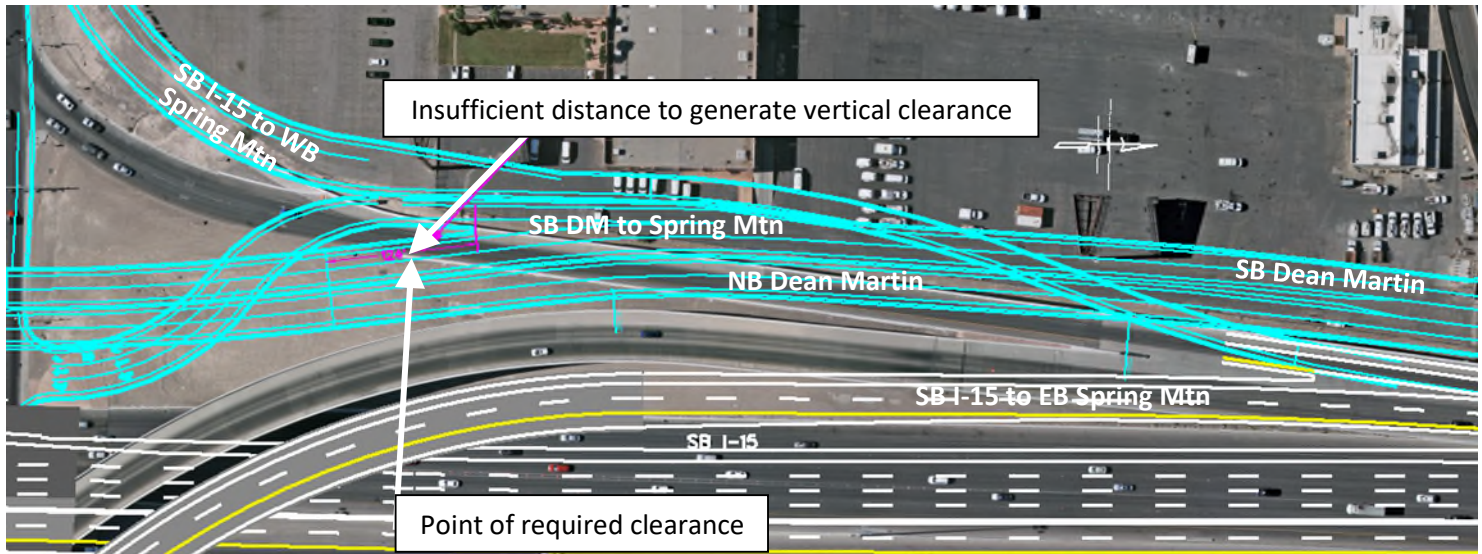 SB I-15 to WB
Spring Mtn
Insufficient distance to generate vertical clearance
SB DM to Spring Mtn
SB Dean Martin
NB Dean Martin
SB I-15 to EB Spring Mtn
SB I-15
Point of required clearance